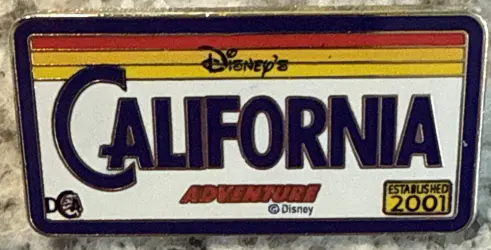 Disney's
CALIFORNIA
ADVENTURE
© Disney
DCA
ESTABLISHED
2001